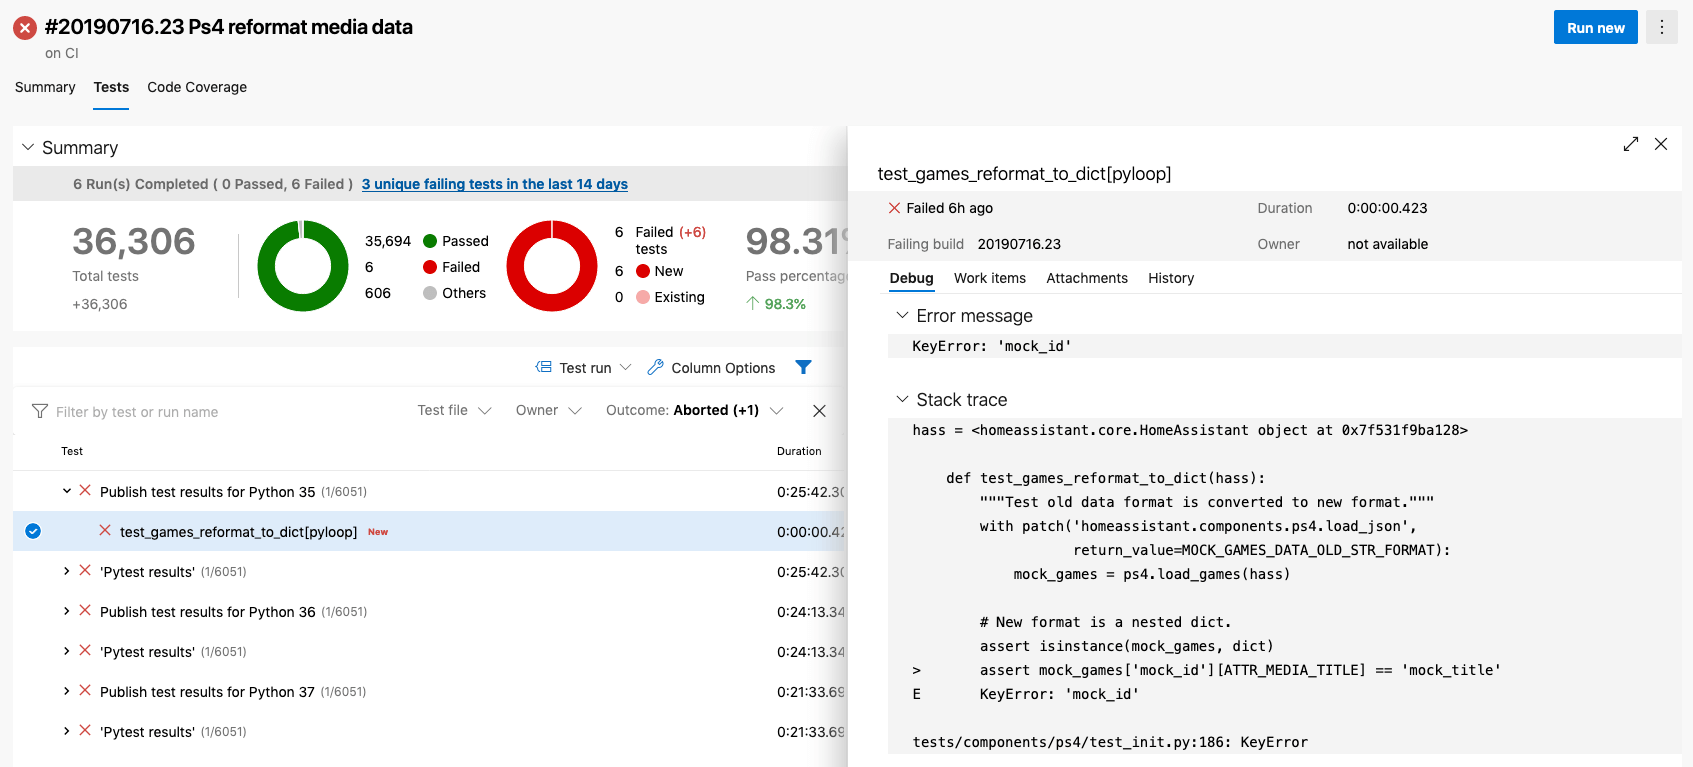 #20190716.23 Ps4 reformat media data
on CI
Run new
Summary Tests Code Coverage
Summary
6 Run(s) Completed ( 0 Passed, 6 Failed ) 3 unique failing tests in the last 14 days
36,306
Total tests
+36,306
35,694 Passed
6 Failed
606 Others
6 Failed (+6)
tests
6 New
0 Existing
98.31%
Pass percentag
98.3%
Test run Column Options
Filter by test or run name Test file Owner Outcome: Aborted (+1)
Test Duration
Publish test results for Python 35 (1/6051) 0:25:42.30
test_games_reformat_to_dict[pyloop] New 0:00:00.42
'Pytest results' (1/6051) 0:25:42.30
Publish test results for Python 36 (1/6051) 0:24:13.34
'Pytest results' (1/6051) 0:24:13.34
Publish test results for Python 37 (1/6051) 0:21:33.69
'Pytest results' (1/6051) 0:21:33.69
test_games_reformat_to_dict[pyloop]
Failed 6h ago Duration 0:00:00.423
Failing build 20190716.23 Owner not available
Debug Work items Attachments History
Error message
KeyError: 'mock_id'
Stack trace
hass = <homeassistant.core.HomeAssistant object at 0x7f531f9ba128>
def test_games_reformat_to_dict(hass):
"""Test old data format is converted to new format."""
with patch('homeassistant.components.ps4.load_json',
return_value=MOCK_GAMES_DATA_OLD_STR_FORMAT):
mock_games = ps4.load_games(hass)
# New format is a nested dict.
assert isinstance(mock_games, dict)
> assert mock_games['mock_id'][ATTR_MEDIA_TITLE] == 'mock_title'
E KeyError: 'mock_id'
tests/components/ps4/test_init.py:186: KeyError